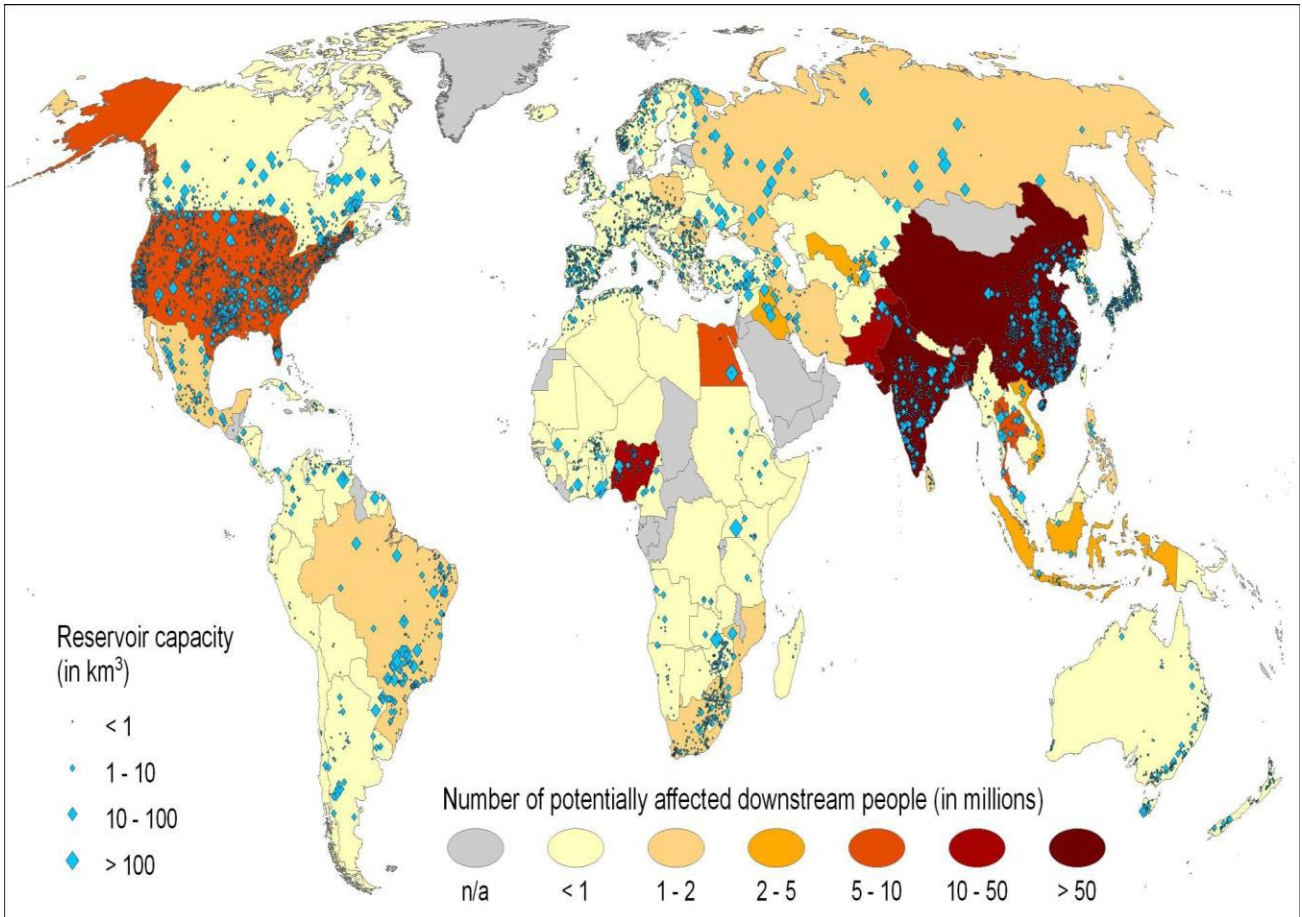 Reservoir capacity
(in km³)
< 1
1 - 10
10 - 100
> 100
Number of potentially affected downstream people (in millions)
n/a
< 1
1 - 2
2 - 5
5 - 10
10 - 50
> 50